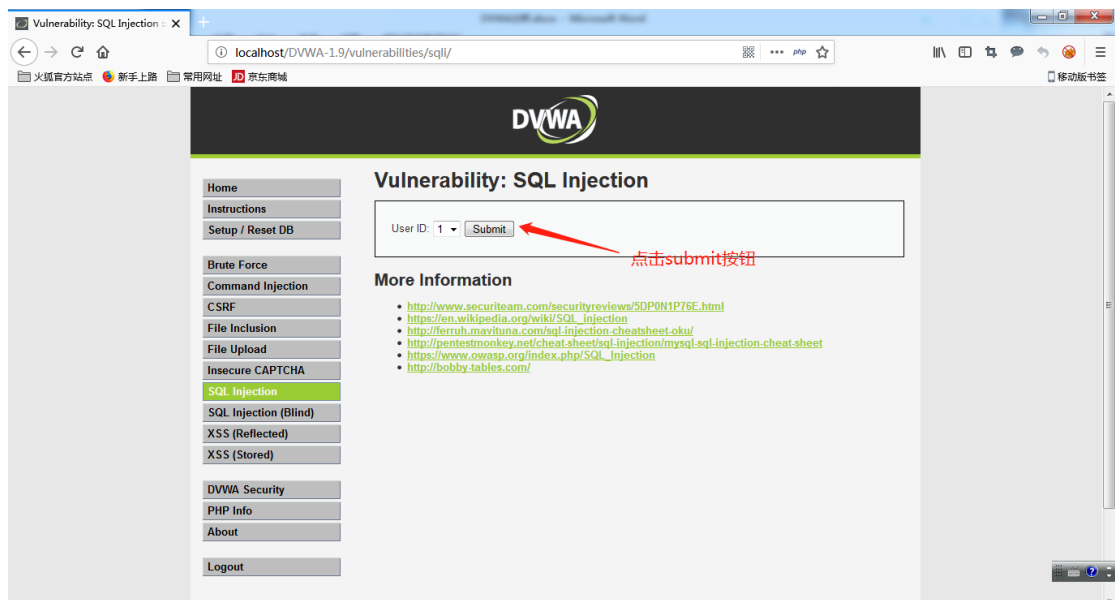 Vulnerability: SQL Injection ::
localhost/DVWA-1.9/vulnerabilities/sqli/
php
火狐官方站点
新手上路
常用网址
JD 京东商城
移动版书签
DVWA
Home
Instructions
Setup / Reset DB
Brute Force
Command Injection
CSRF
File Inclusion
File Upload
Insecure CAPTCHA
SQL Injection
SQL Injection (Blind)
XSS (Reflected)
XSS (Stored)
DVWA Security
PHP Info
About
Logout
Vulnerability: SQL Injection
User ID: 1 Submit
点击submit按钮
More Information
http://www.securiteam.com/securityreviews/5DP0N1P76E.html
https://en.wikipedia.org/wiki/SQL_injection
http://ferruh.mavituna.com/sql-injection-cheatsheet-oku/
http://pentestmonkey.net/cheat-sheet/sql-injection/mysql-sql-injection-cheat-sheet
https://www.owasp.org/index.php/SQL_Injection
http://bobby-tables.com/